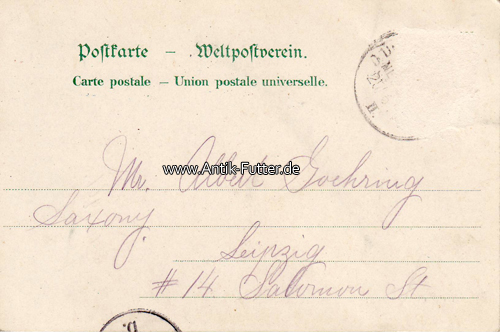 Postkarte – Weltpostverein.
Carte postale – Union postale universelle.
www.Antik-Futter.de
Mr. Albert Goehring
Saxony
Leipzig
#14 Salomon St
D.